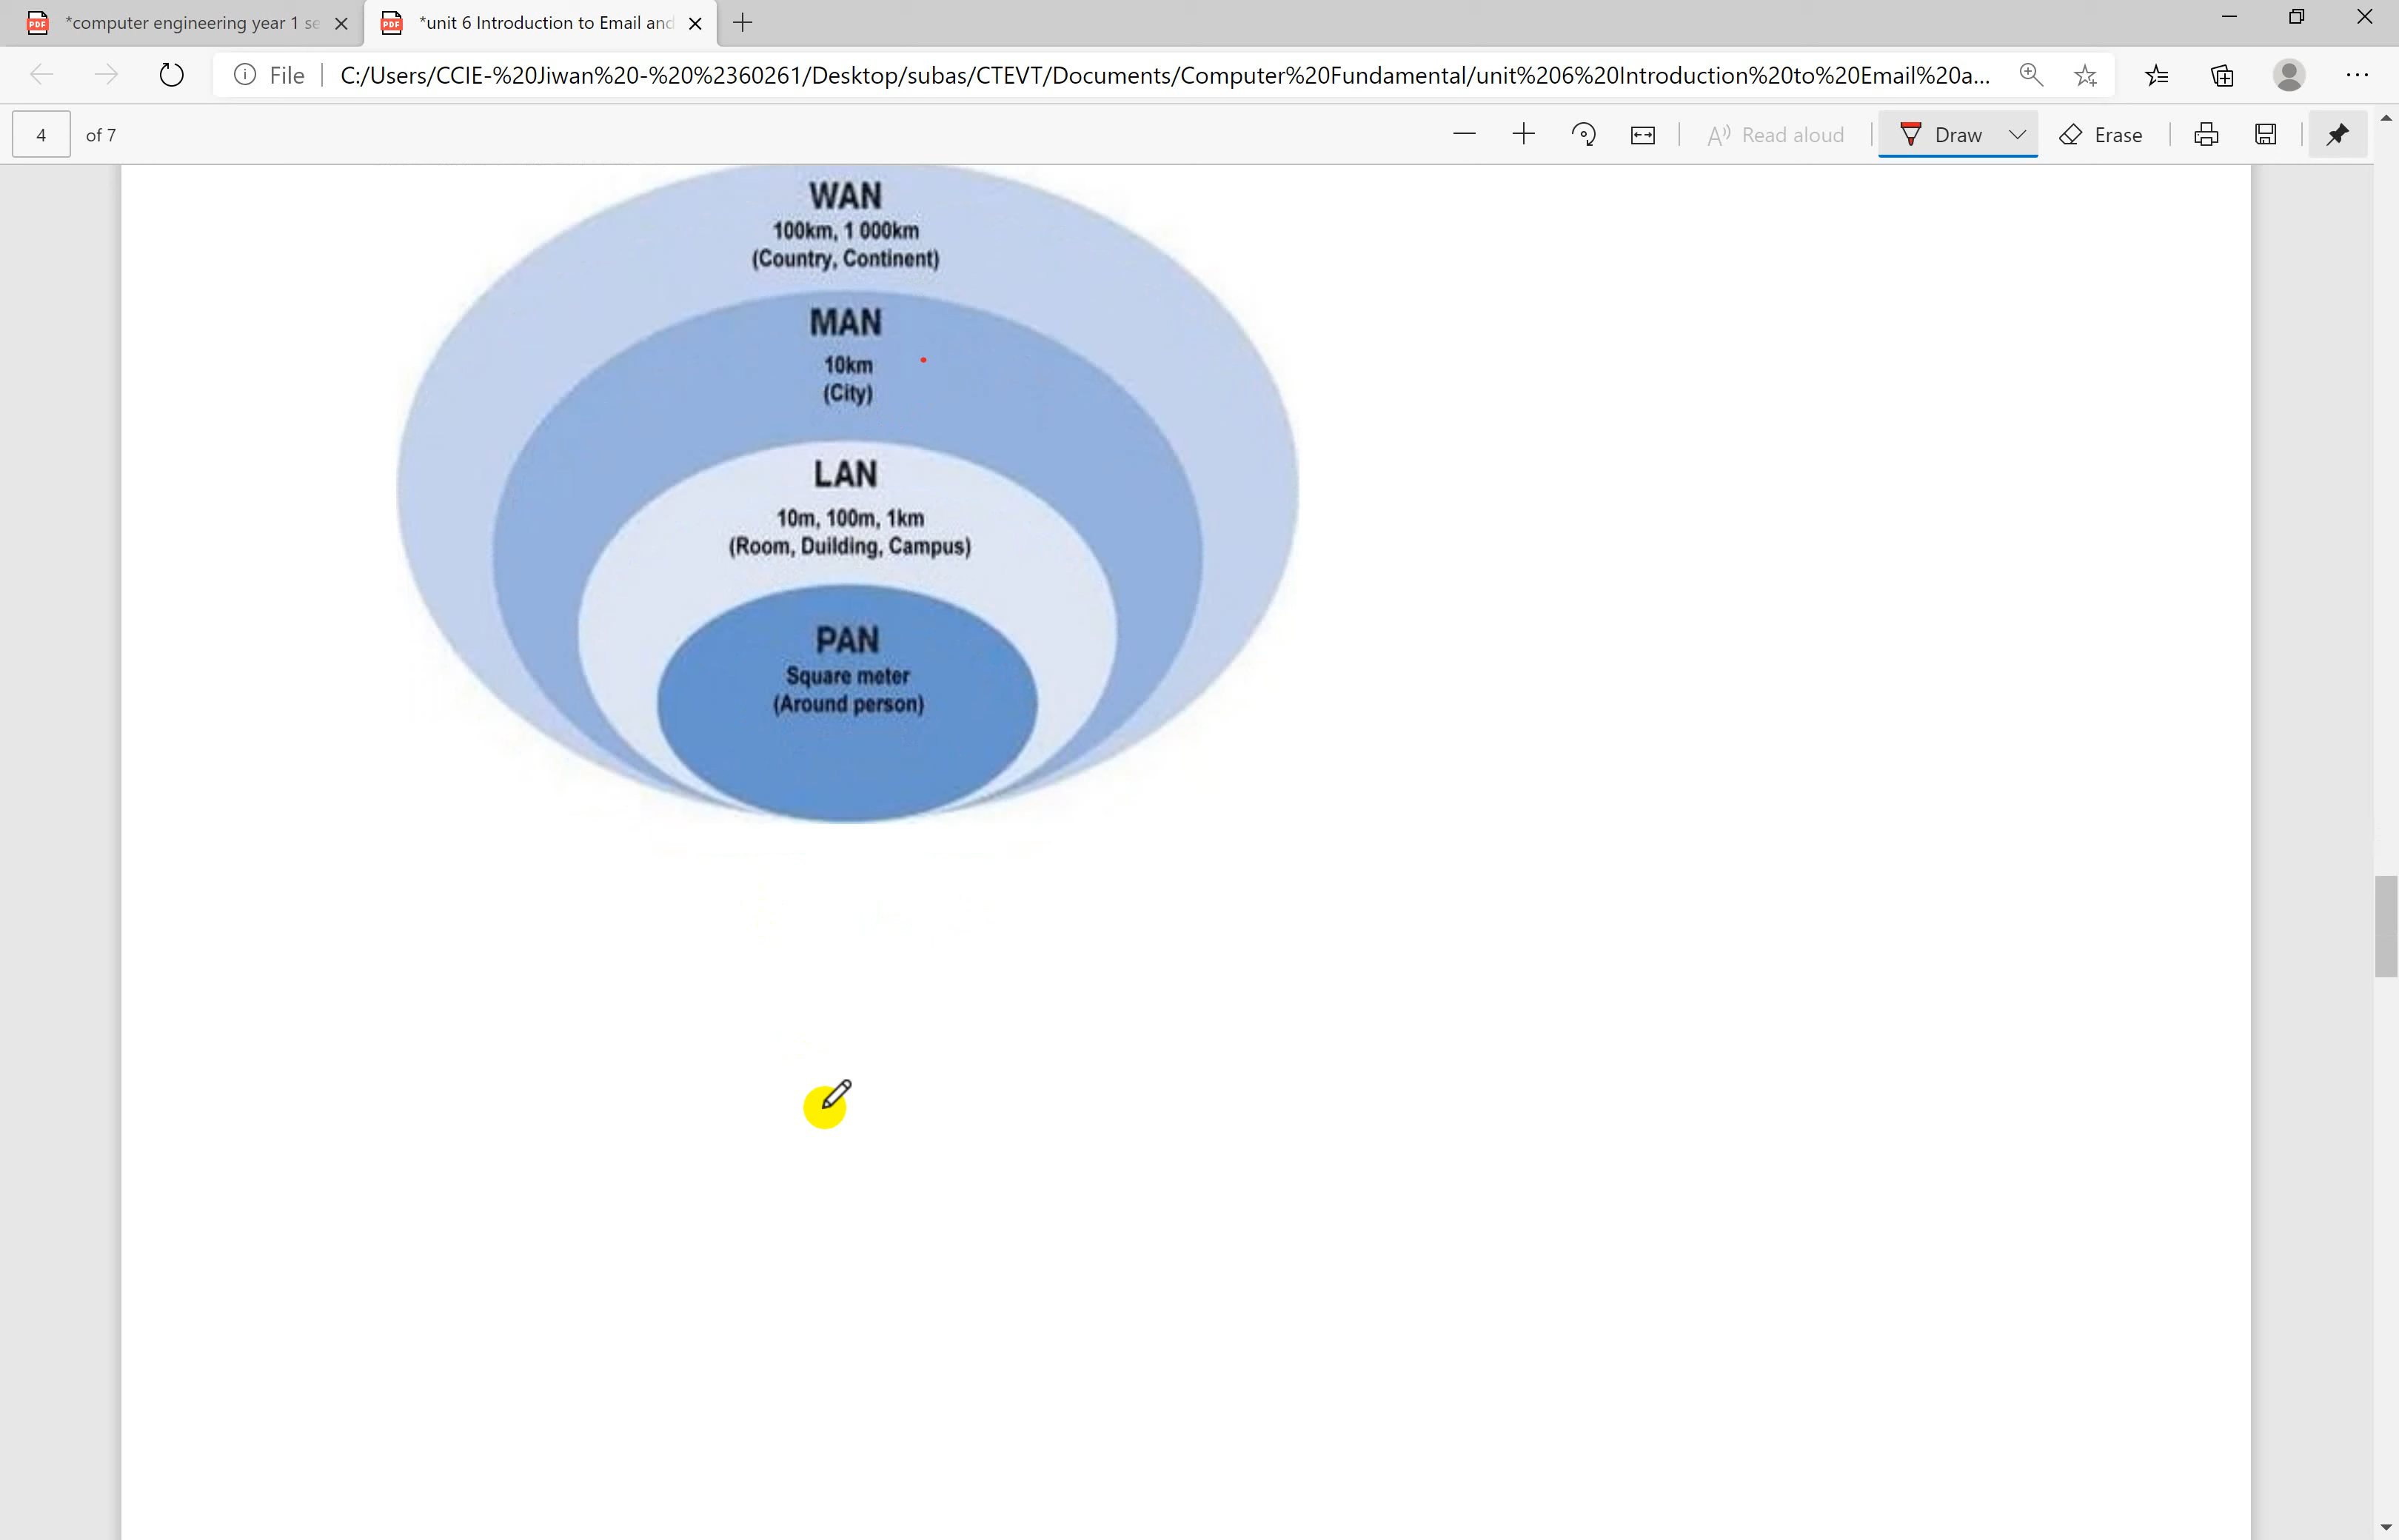 *computer engineering year 1 se
*unit 6 Introduction to Email and
File
C:/Users/CCIE-%20Jiwan%20-%20%2360261/Desktop/subas/CTEVT/Documents/Computer%20Fundamental/unit%206%20Introduction%20to%20Email%20a...
4 of 7
Read aloud
Draw
Erase
WAN
100km, 1 000km
(Country, Continent)
MAN
10km
(City)
LAN
10m, 100m, 1km
(Room, Duilding, Campus)
PAN
Square meter
(Around person)